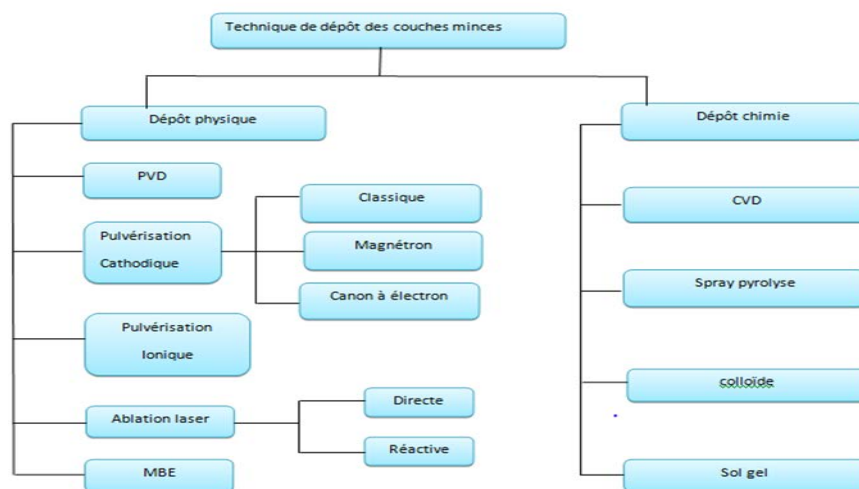 Technique de dépôt des couches minces
Dépôt physique
PVD
Pulvérisation
Cathodique
Classique
Magnétron
Canon à électron
Pulvérisation
Ionique
Ablation laser
Directe
Réactive
MBE
Dépôt chimie
CVD
Spray pyrolyse
colloïde
Sol gel